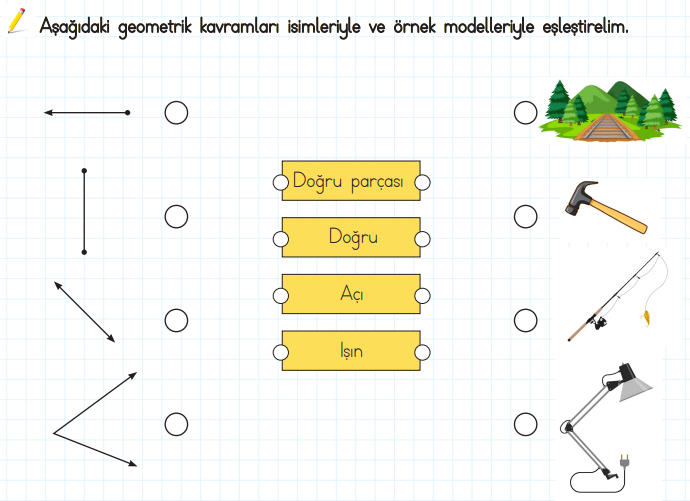 Aşağıdaki geometrik kavramları isimleriyle ve örnek modelleriyle eşleştirelim.
Doğru parçası
Doğru
Açı
Işın